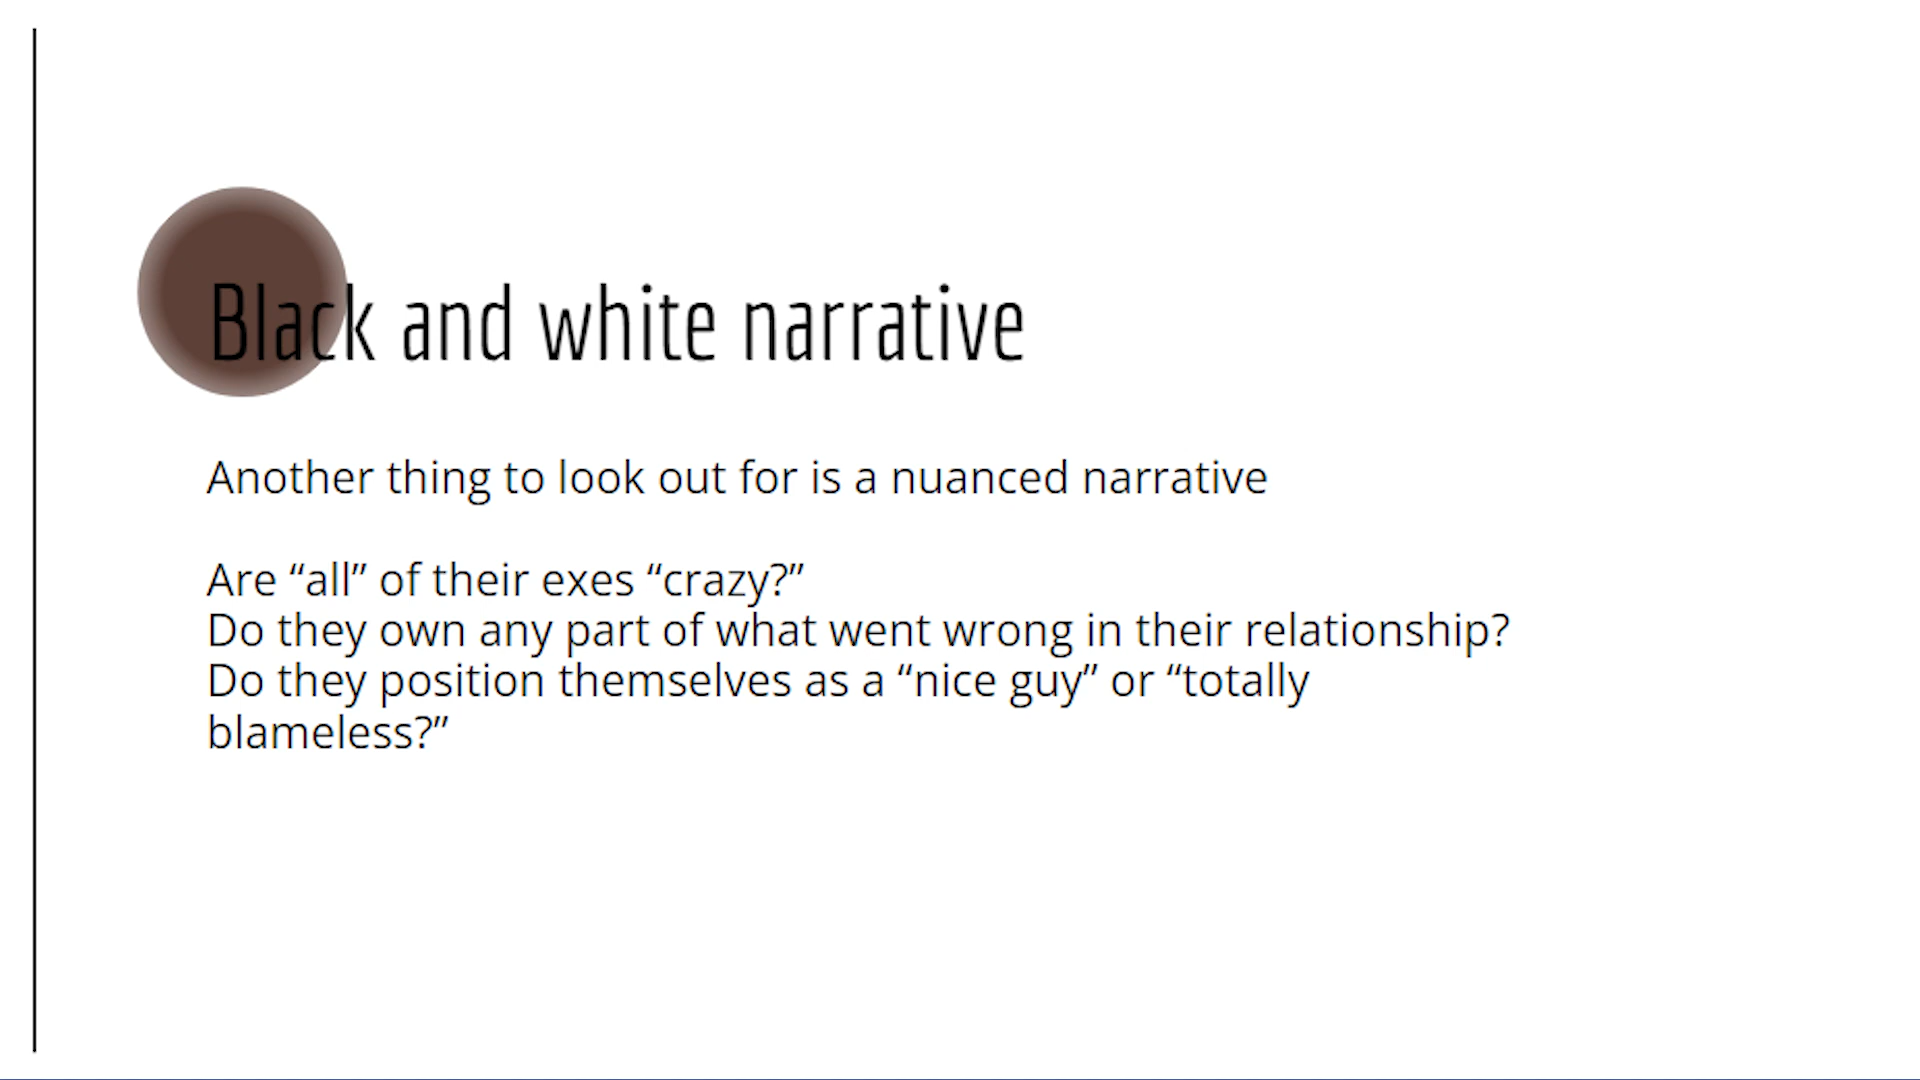 Black and white narrative
Another thing to look out for is a nuanced narrative
Are “all” of their exes “crazy?”
Do they own any part of what went wrong in their relationship?
Do they position themselves as a “nice guy” or “totally
blameless?”